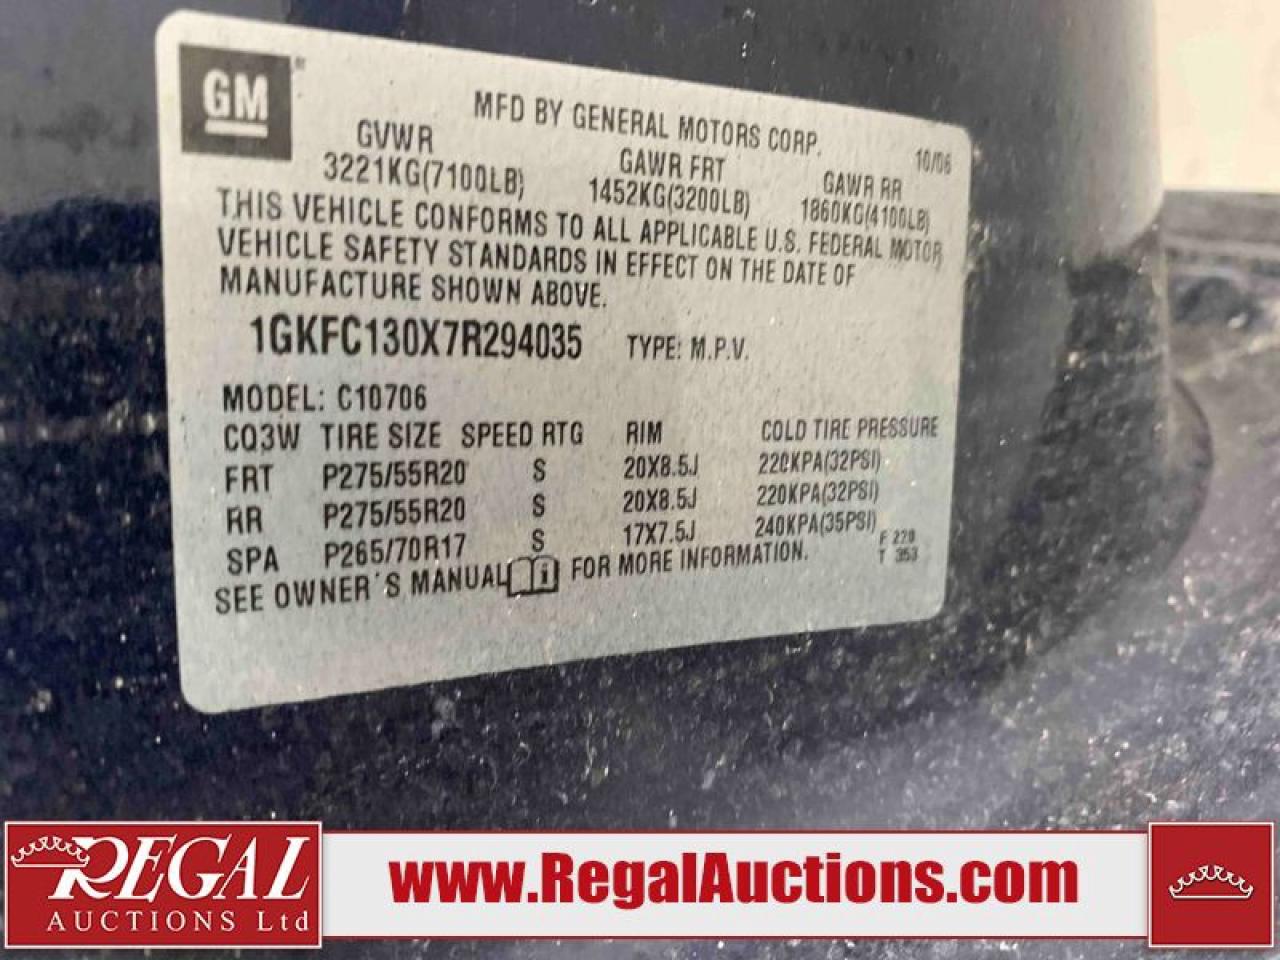 GM
MFD BY GENERAL MOTORS CORP.
10/06
GVWR GAWR FRT GAWR RR
3221KG(7100LB) 1452KG(3200LB) 1860KG(4100LB)
THIS VEHICLE CONFORMS TO ALL APPLICABLE U.S. FEDERAL MOTOR
VEHICLE SAFETY STANDARDS IN EFFECT ON THE DATE OF
MANUFACTURE SHOWN ABOVE.
1GKFC130X7R294035 TYPE: M.P.V.
MODEL: C10706
CQ3W TIRE SIZE SPEED RTG RIM COLD TIRE PRESSURE
FRT P275/55R20 S 20X8.5J 220KPA(32PSI)
RR P275/55R20 S 20X8.5J 220KPA(32PSI)
SPA P265/70R17 S 17X7.5J 240KPA(35PSI)
F 220
T 353
SEE OWNER'S MANUAL i FOR MORE INFORMATION.
REGAL
AUCTIONS Ltd
www.RegalAuctions.com